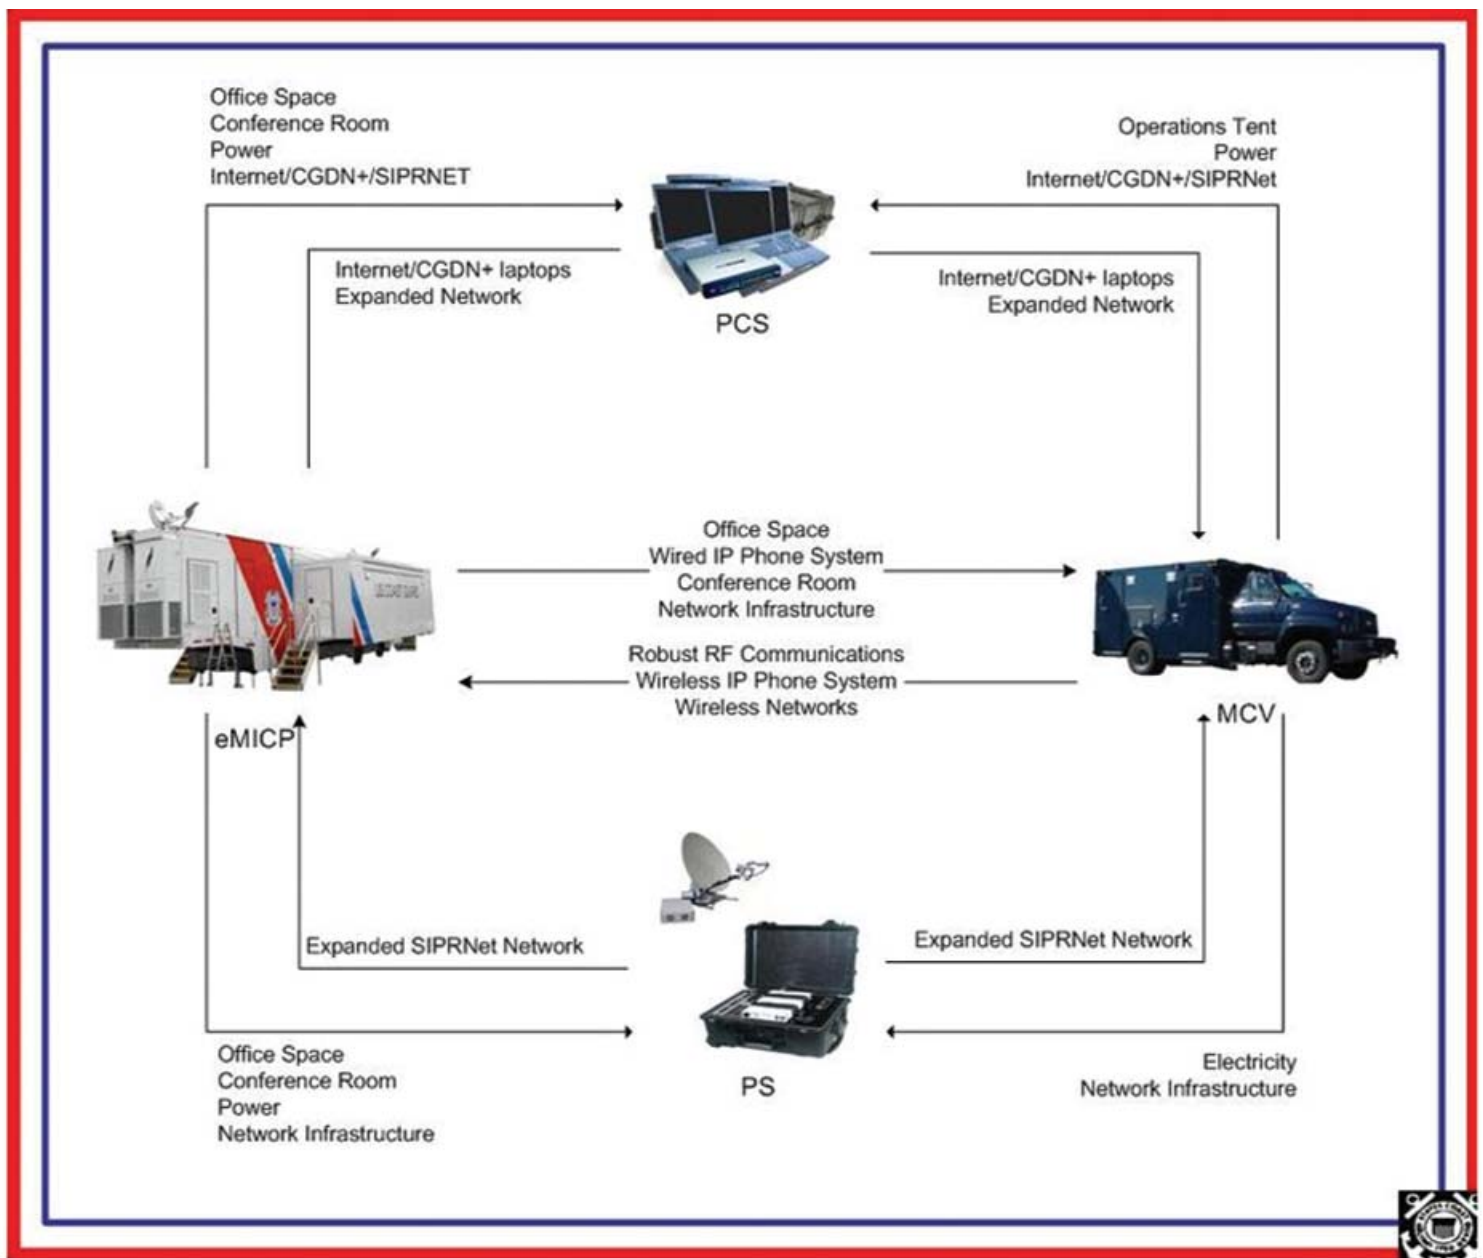 Office Space
Conference Room
Power
Internet/CGDN+/SIPRNET
Operations Tent
Power
Internet/CGDN+/SIPRNet
Internet/CGDN+ laptops
Expanded Network
Internet/CGDN+ laptops
Expanded Network
PCS
Office Space
Wired IP Phone System
Conference Room
Network Infrastructure
Robust RF Communications
Wireless IP Phone System
Wireless Networks
eMICP
MCV
Expanded SIPRNet Network
Expanded SIPRNet Network
Office Space
Conference Room
Power
Network Infrastructure
PS
Electricity
Network Infrastructure